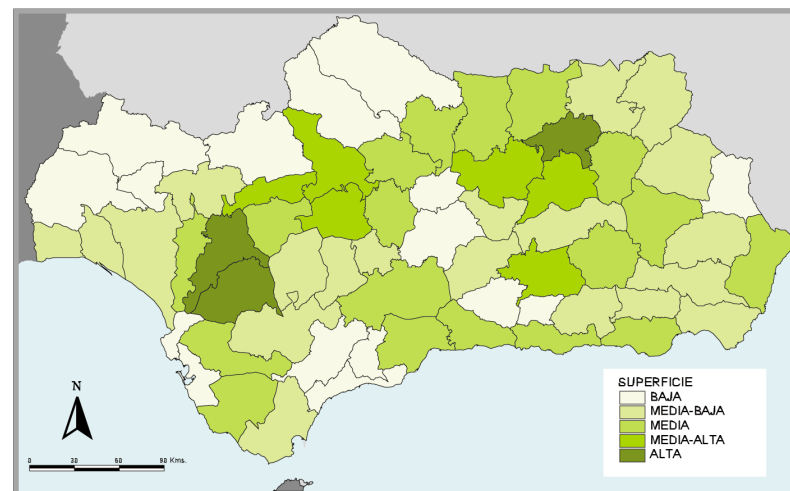 N
0 30 60 90 Kms.
SUPERFICIE
BAJA
MEDIA-BAJA
MEDIA
MEDIA-ALTA
ALTA